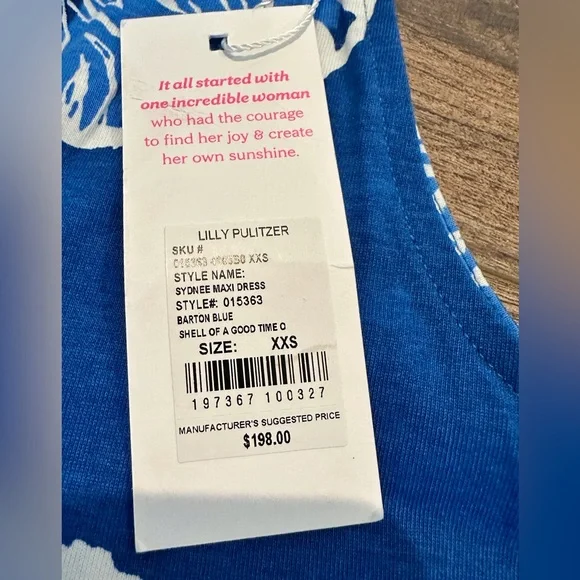 It all started with
one incredible woman
who had the courage
to find her joy & create
her own sunshine.
LILLY PULITZER
SKU #
XXS
STYLE NAME:
SYDNEE MAXI DRESS
STYLE#: 015363
BARTON BLUE
SHELL OF A GOOD TIME O
SIZE: XXS
197367 100327
MANUFACTURER'S SUGGESTED PRICE
$198.00